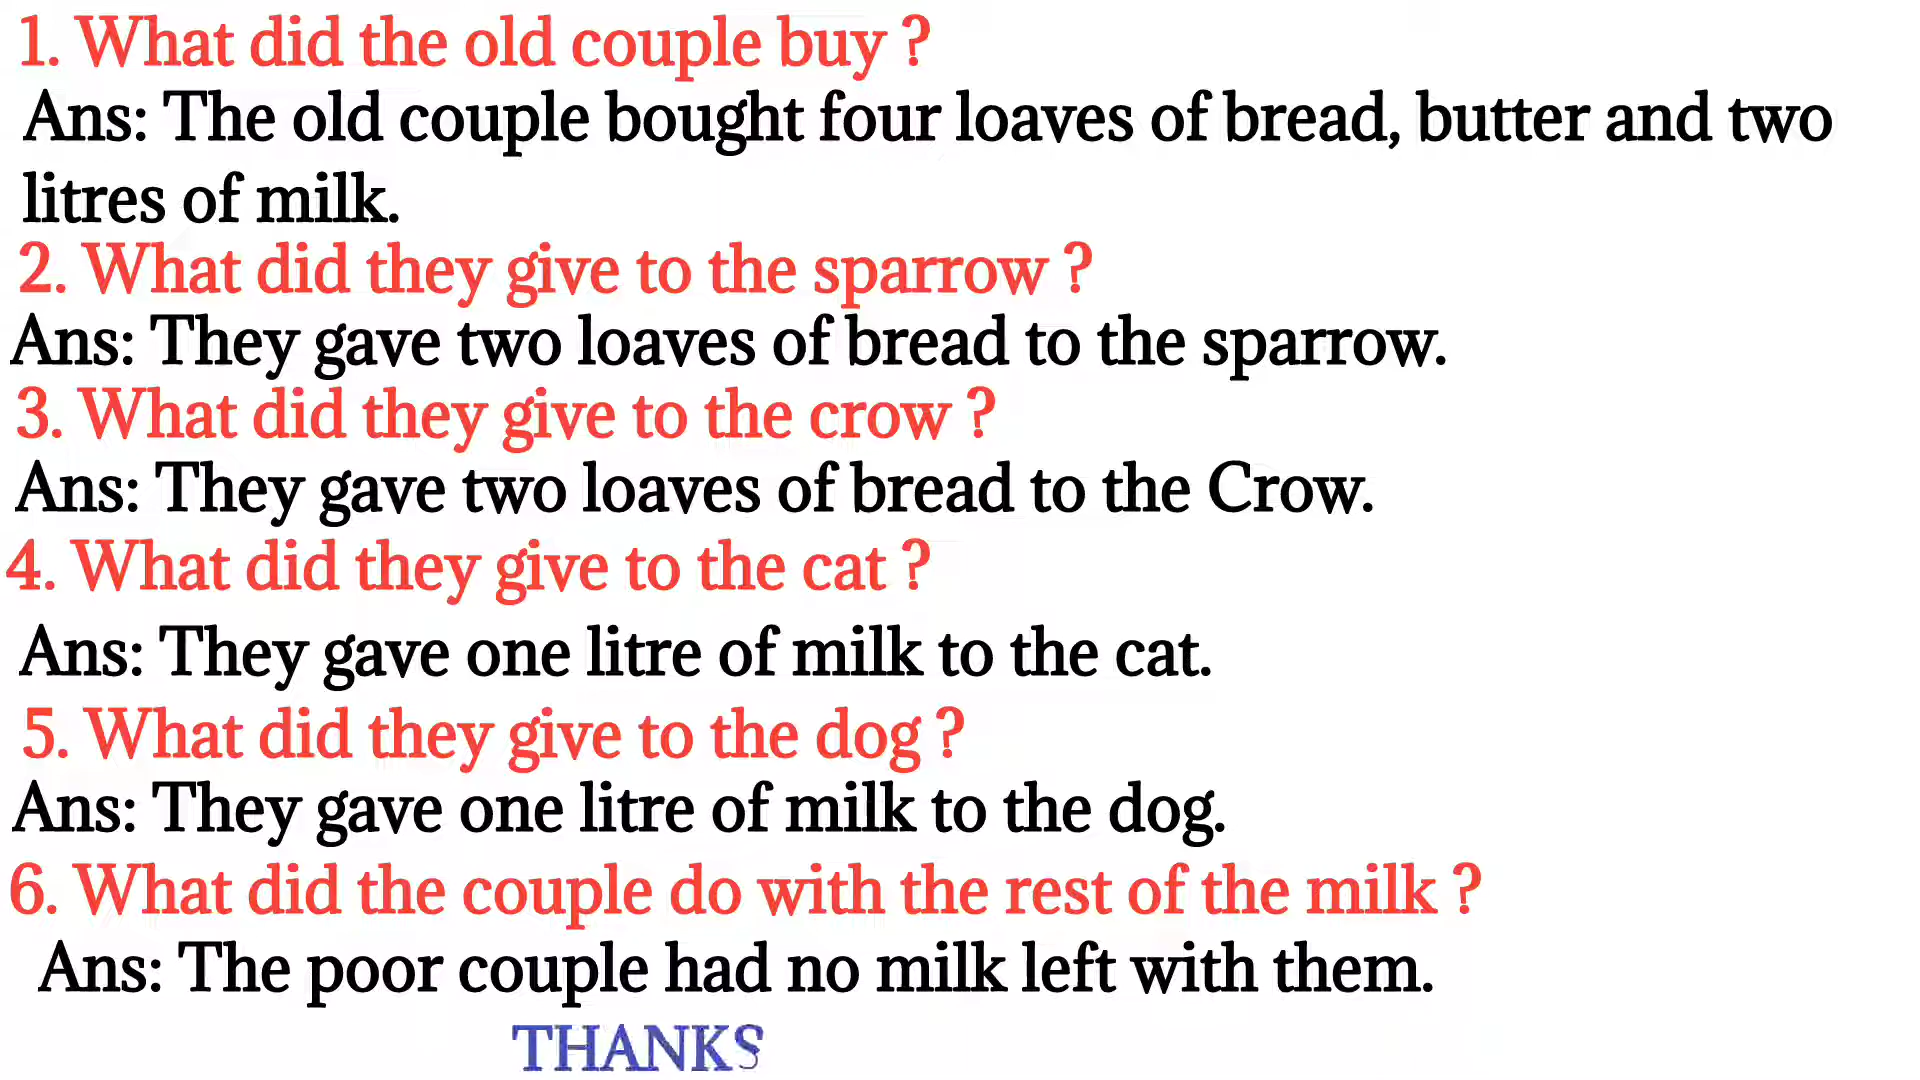 1. What did the old couple buy ?
Ans: The old couple bought four loaves of bread, butter and two
litres of milk.
2. What did they give to the sparrow ?
Ans: They gave two loaves of bread to the sparrow.
3. What did they give to the crow ?
Ans: They gave two loaves of bread to the Crow.
4. What did they give to the cat ?
Ans: They gave one litre of milk to the cat.
5. What did they give to the dog ?
Ans: They gave one litre of milk to the dog.
6. What did the couple do with the rest of the milk ?
Ans: The poor couple had no milk left with them.
THANKS